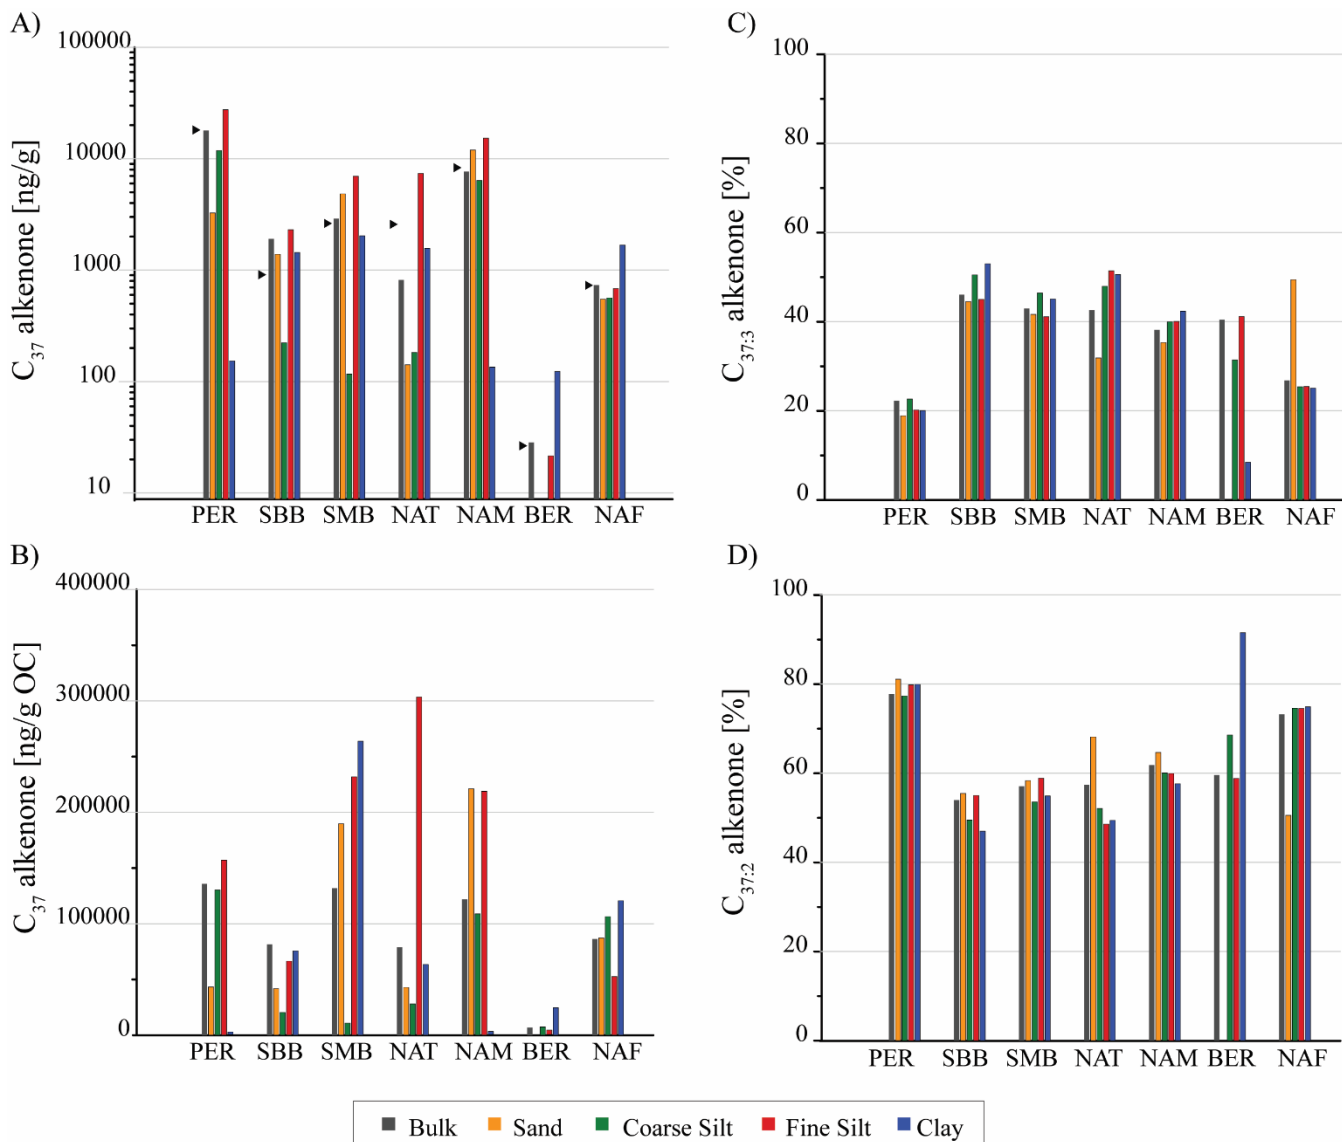 A)
C37 alkenone [ng/g]
100000
10000
1000
100
10
PER SBB SMB NAT NAM BER NAF
B)
C37 alkenone [ng/g OC]
400000
300000
200000
100000
0
PER SBB SMB NAT NAM BER NAF
C)
C37:3 alkenone [%]
100
80
60
40
20
0
PER SBB SMB NAT NAM BER NAF
D)
C37:2 alkenone [%]
100
80
60
40
20
0
PER SBB SMB NAT NAM BER NAF
Bulk Sand Coarse Silt Fine Silt Clay